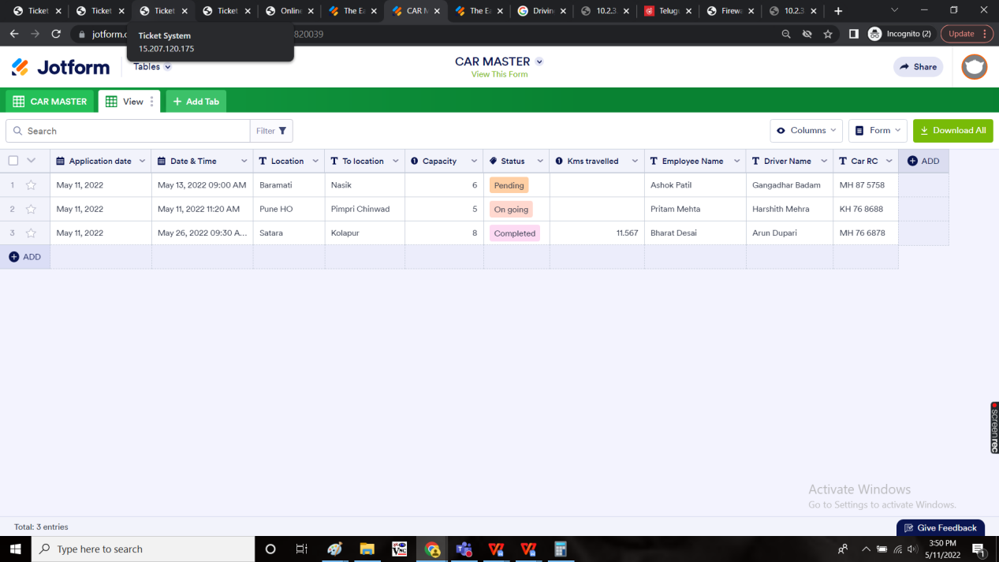 Ticket
Ticket
Ticket
Ticket
Online
The Ea
CAR M
The Ea
Drivin
10.2.3
Telugu
Firewa
10.2.3
jotform.c
820039
Incognito (2)
Update
Ticket System
15.207.120.175
Jotform
Tables
CAR MASTER
View This Form
Share
CAR MASTER
View
Add Tab
Search
Filter
Columns
Form
Download All
Application date
Date & Time
Location
To location
Capacity
Status
Kms travelled
Employee Name
Driver Name
Car RC
ADD
1 May 11, 2022 May 13, 2022 09:00 AM Baramati Nasik 6 Pending Ashok Patil Gangadhar Badam MH 87 5758
2 May 11, 2022 May 11, 2022 11:20 AM Pune HO Pimpri Chinwad 5 On going Pritam Mehta Harshith Mehra KH 76 8688
3 May 11, 2022 May 26, 2022 09:30 A... Satara Kolapur 8 Completed 11.567 Bharat Desai Arun Dupari MH 76 6878
ADD
screenrec
Activate Windows
Go to Settings to activate Windows.
Total: 3 entries
Give Feedback
Type here to search
3:50 PM
5/11/2022
1